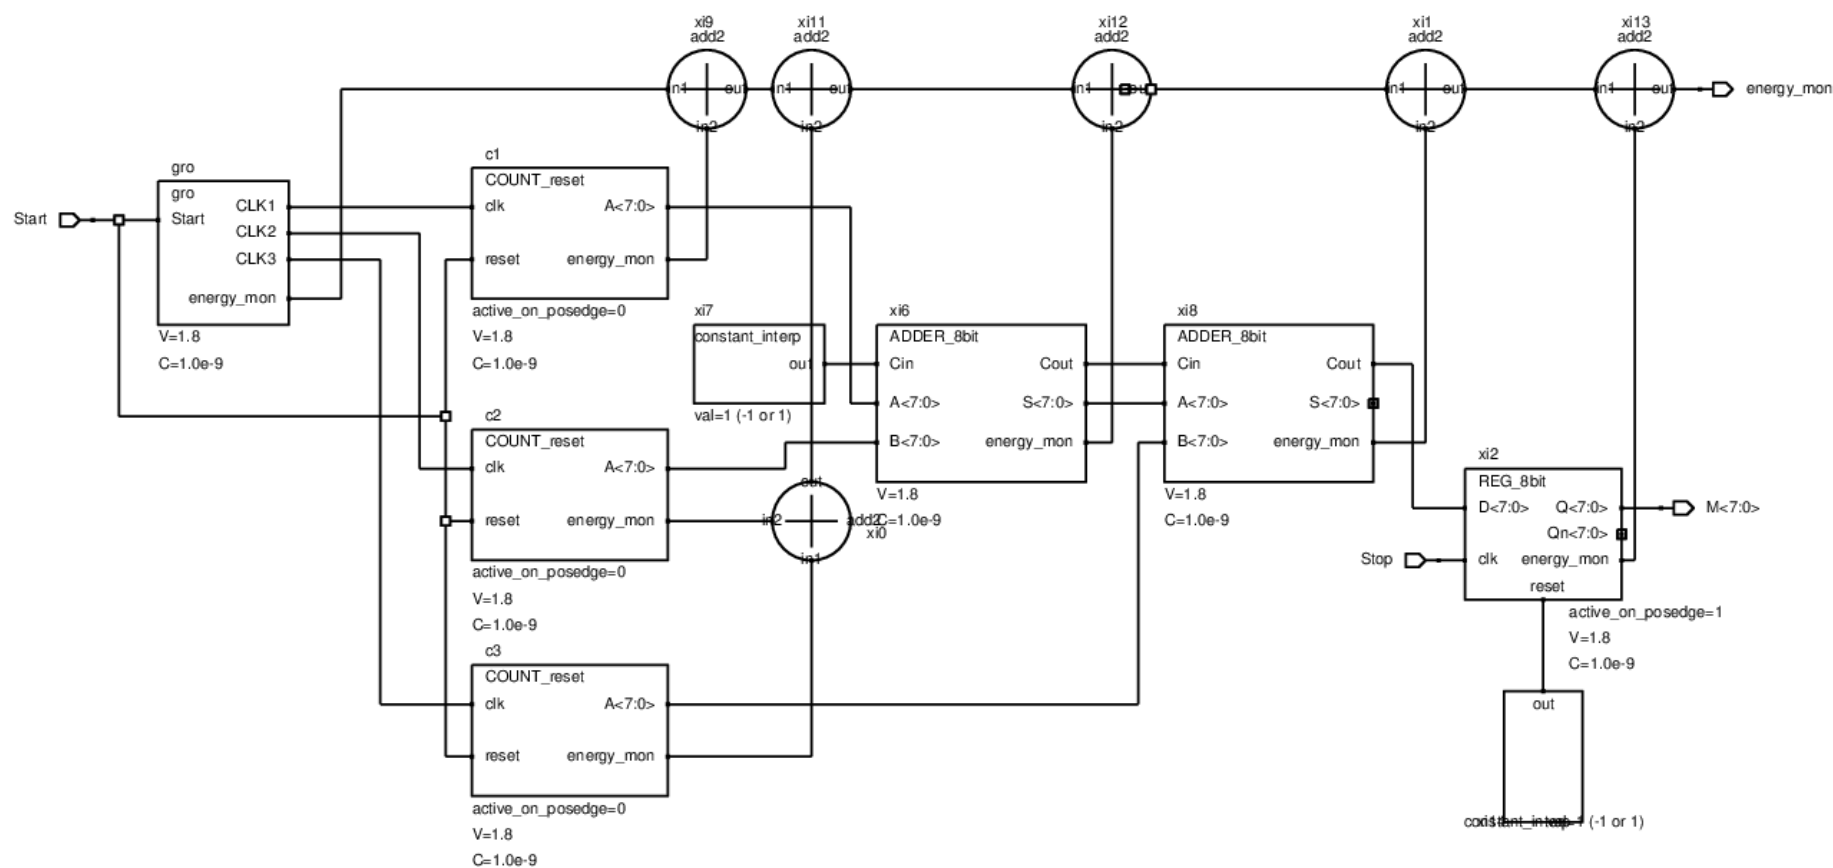 xi9
add2
xi11
add2
xi12
add2
xi1
add2
xi13
add2
in1
out
in2
in1
out
in2
in1
out
in2
in1
out
in2
in1
out
in2
energy_mon
gro
gro
Start
Start
CLK1
CLK2
CLK3
energy_mon
V=1.8
C=1.0e-9
c1
COUNT_reset
clk
A<7:0>
reset
energy_mon
active_on_posedge=0
V=1.8
C=1.0e-9
xi7
constant_interp
out
val=1 (-1 or 1)
xi6
ADDER_8bit
Cin
Cout
A<7:0>
S<7:0>
B<7:0>
energy_mon
V=1.8
C=1.0e-9
xi8
ADDER_8bit
Cin
Cout
A<7:0>
S<7:0>
B<7:0>
energy_mon
V=1.8
C=1.0e-9
c2
COUNT_reset
clk
A<7:0>
reset
energy_mon
active_on_posedge=0
V=1.8
C=1.0e-9
out
in2
add2
xi0
in1
xi2
REG_8bit
D<7:0>
Q<7:0>
M<7:0>
Qn<7:0>
Stop
clk
energy_mon
reset
active_on_posedge=1
V=1.8
C=1.0e-9
c3
COUNT_reset
clk
A<7:0>
reset
energy_mon
active_on_posedge=0
V=1.8
C=1.0e-9
out
(-1 or 1)